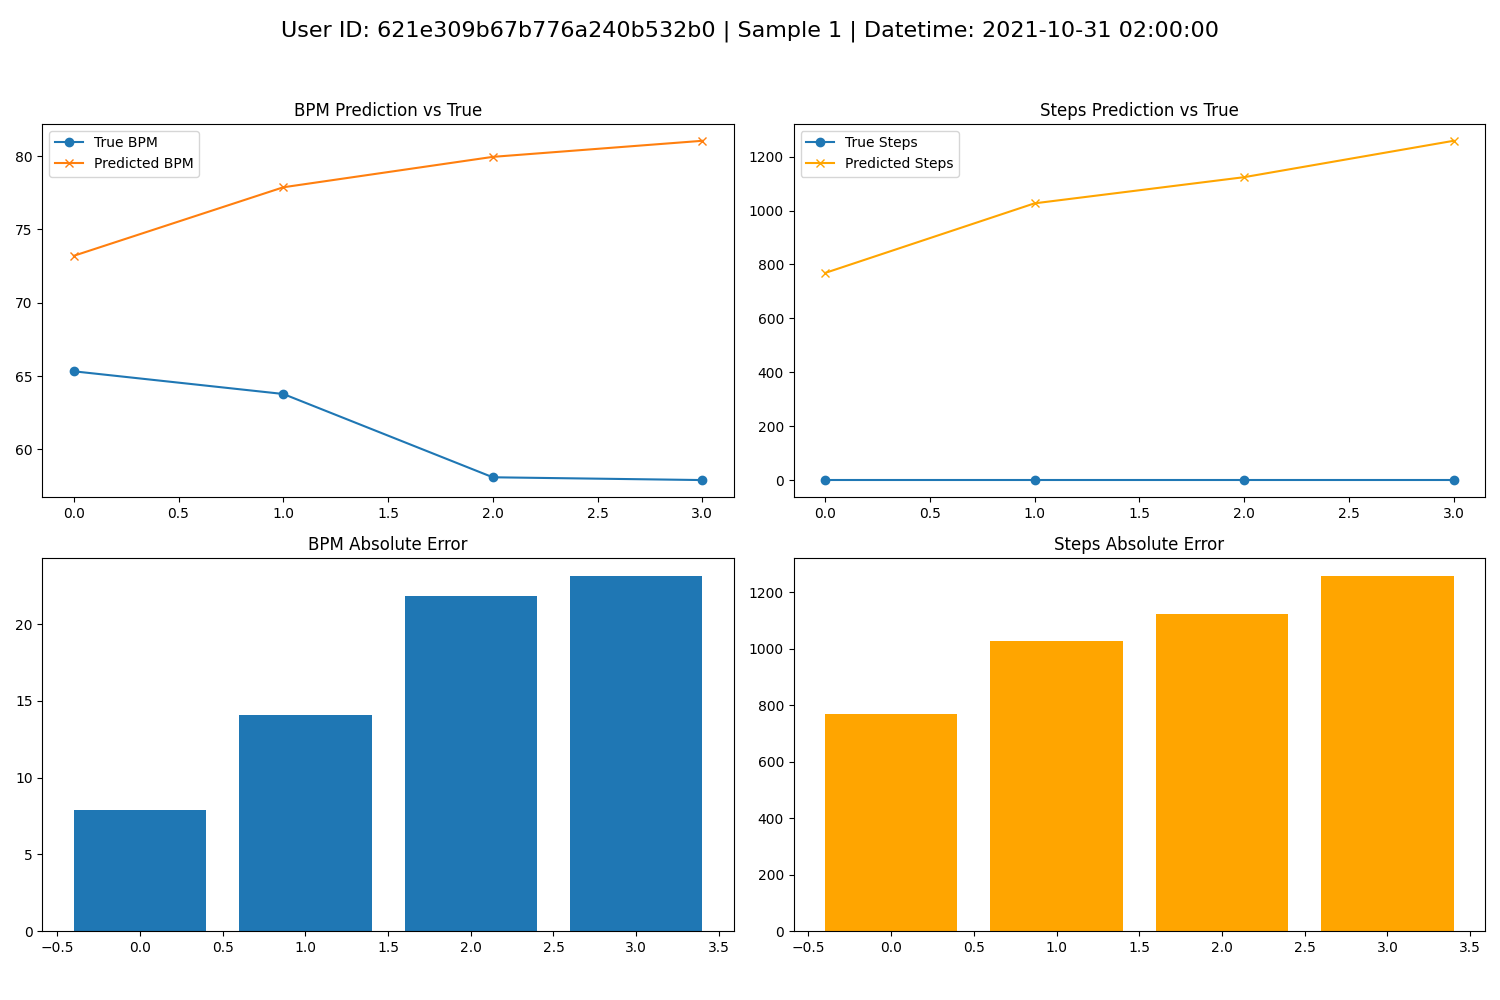 User ID: 621e309b67b776a240b532b0 | Sample 1 | Datetime: 2021-10-31 02:00:00
BPM Prediction vs True
True BPM
Predicted BPM
80
75
70
65
60
0.0 0.5 1.0 1.5 2.0 2.5 3.0
Steps Prediction vs True
True Steps
Predicted Steps
1200
1000
800
600
400
200
0
0.0 0.5 1.0 1.5 2.0 2.5 3.0
BPM Absolute Error
20
15
10
5
0
−0.5 0.0 0.5 1.0 1.5 2.0 2.5 3.0 3.5
Steps Absolute Error
1200
1000
800
600
400
200
0
−0.5 0.0 0.5 1.0 1.5 2.0 2.5 3.0 3.5